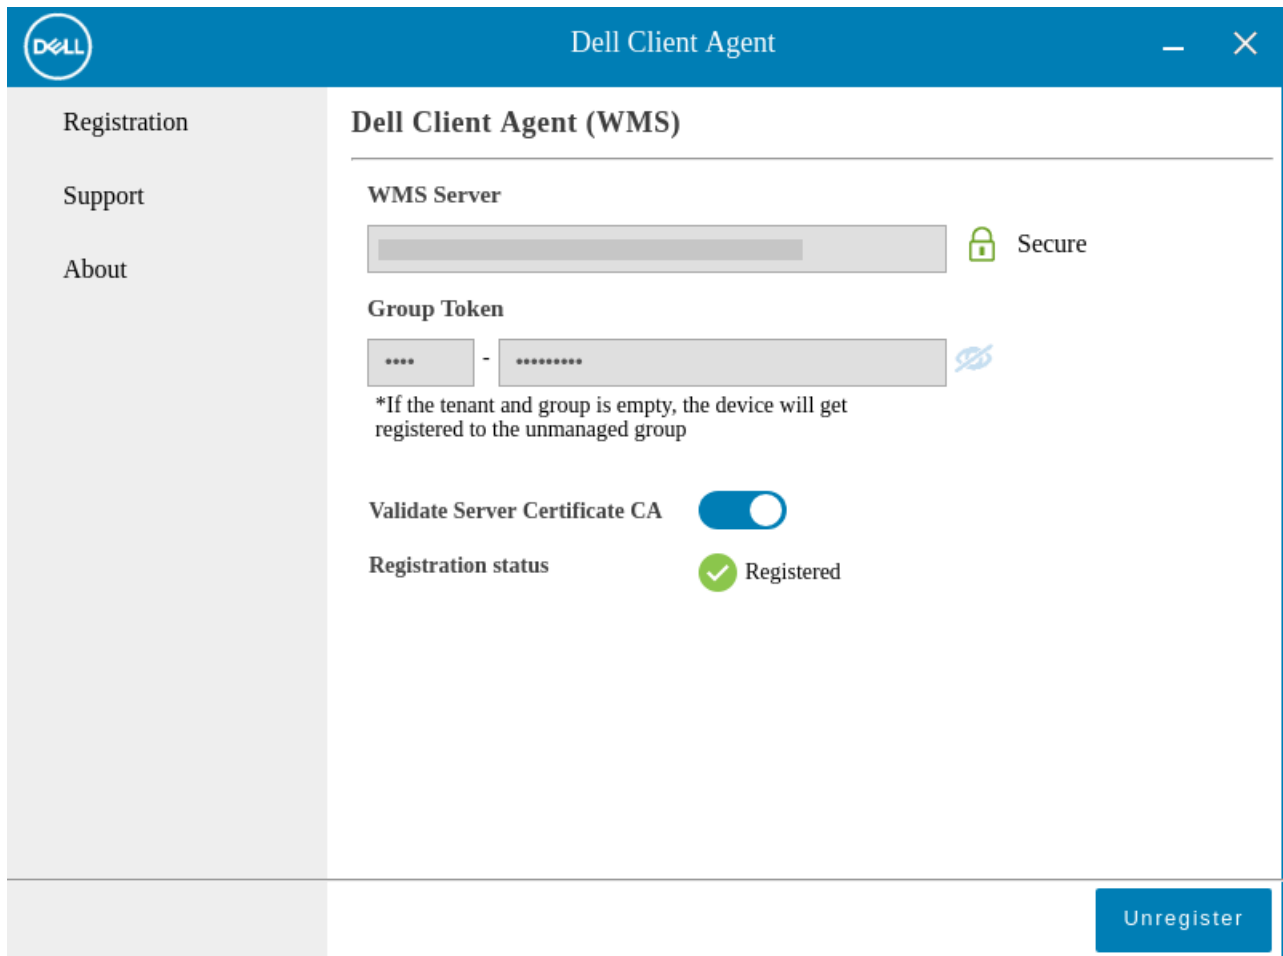 DELL
Dell Client Agent
Registration
Support
About
Dell Client Agent (WMS)
WMS Server
Secure
Group Token
•••• - •••••••••
*If the tenant and group is empty, the device will get
registered to the unmanaged group
Validate Server Certificate CA
Registration status
Registered
Unregister